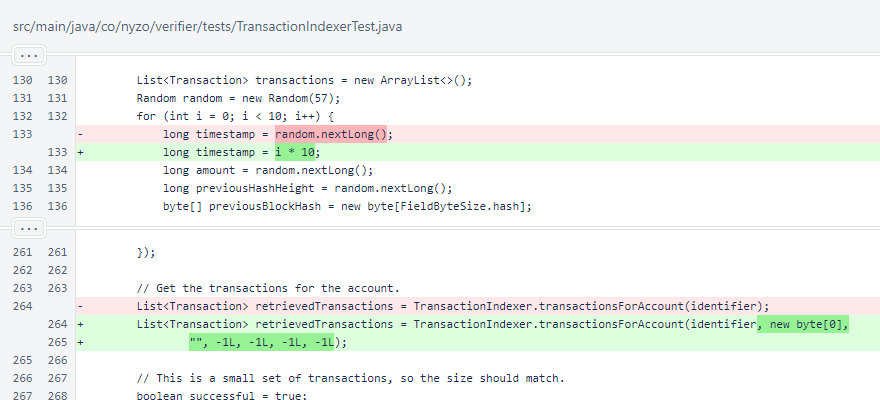 src/main/java/co/nyzo/verifier/tests/TransactionIndexerTest.java
...
130 130 List<Transaction> transactions = new ArrayList<>();
131 131 Random random = new Random(57);
132 132 for (int i = 0; i < 10; i++) {
133 - long timestamp = random.nextLong();
133 + long timestamp = i * 10;
134 134 long amount = random.nextLong();
135 135 long previousHashHeight = random.nextLong();
136 136 byte[] previousBlockHash = new byte[FieldByteSize.hash];
...
261 261 });
262 262
263 263 // Get the transactions for the account.
264 - List<Transaction> retrievedTransactions = TransactionIndexer.transactionsForAccount(identifier);
264 + List<Transaction> retrievedTransactions = TransactionIndexer.transactionsForAccount(identifier, new byte[0],
265 + "", -1L, -1L, -1L, -1L);
265 266
266 267 // This is a small set of transactions, so the size should match.
267 268 boolean successful = true;